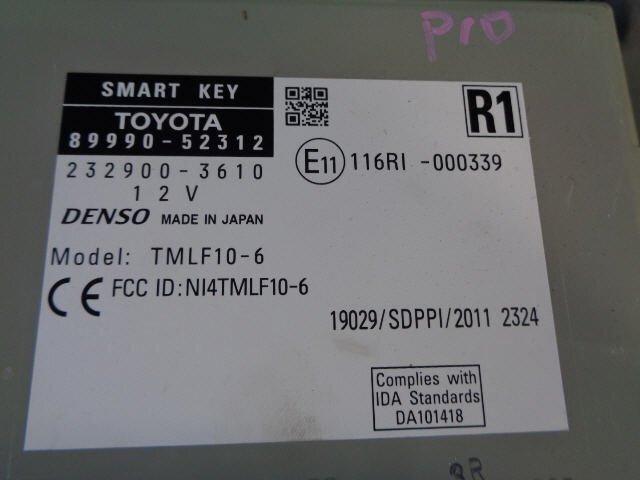 P10
SMART KEY
TOYOTA
89990-52312
232900-3610
12V
DENSO MADE IN JAPAN
R1
E11 116RI -000339
Model: TMLF10-6
CE FCC ID:NI4TMLF10-6
19029/SDPPI/2011 2324
Complies with
IDA Standards
DA101418